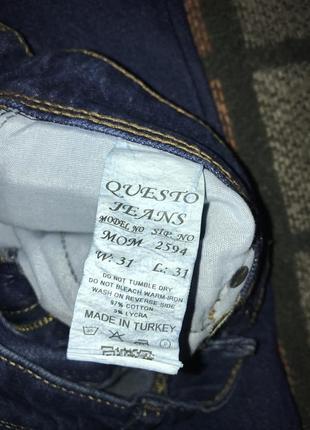 QUESTO
JEANS
MODEL NO SIP. NO
MOM 2594
W: 31 L: 31
DO NOT TUMBLE DRY
DO NOT BLEACH WARM-IRON
WASH ON REVERSE SIDE
97% COTTON
3% LYCRA
MADE IN TURKEY